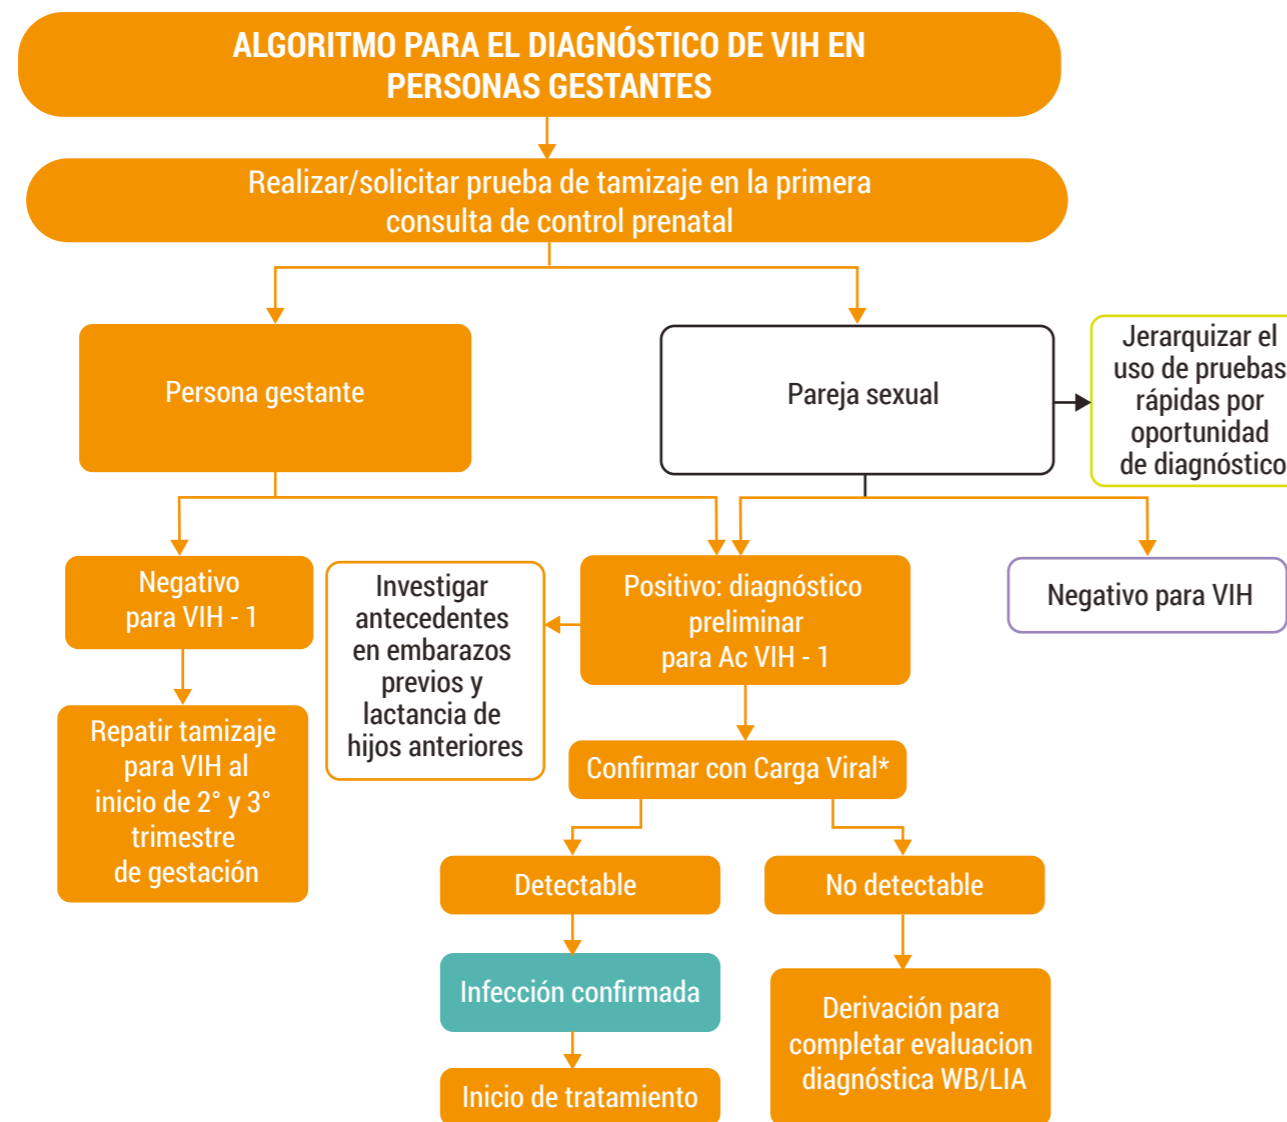 ALGORITMO PARA EL DIAGNÓSTICO DE VIH EN
PERSONAS GESTANTES
Realizar/solicitar prueba de tamizaje en la primera
consulta de control prenatal
Persona gestante
Pareja sexual
Jerarquizar el
uso de pruebas
rápidas por
oportunidad
de diagnóstico
Negativo
para VIH - 1
Repatir tamizaje
para VIH al
inicio de 2° y 3°
trimestre
de gestación
Investigar
antecedentes
en embarazos
previos y
lactancia de
hijos anteriores
Positivo: diagnóstico
preliminar
para Ac VIH - 1
Negativo para VIH
Confirmar con Carga Viral*
Detectable
No detectable
Infección confirmada
Inicio de tratamiento
Derivación para
completar evaluacion
diagnóstica WB/LIA